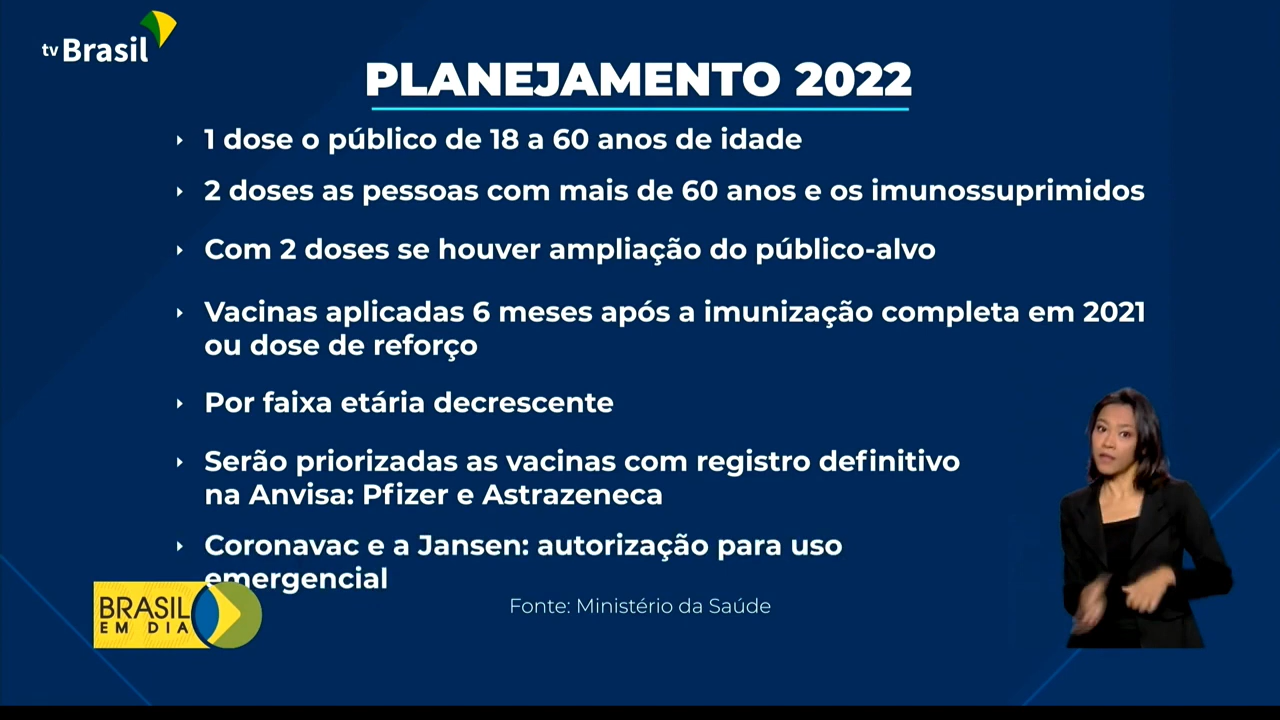 tv Brasil
PLANEJAMENTO 2022
1 dose o público de 18 a 60 anos de idade
2 doses as pessoas com mais de 60 anos e os imunossuprimidos
Com 2 doses se houver ampliação do público-alvo
Vacinas aplicadas 6 meses após a imunização completa em 2021
ou dose de reforço
Por faixa etária decrescente
Serão priorizadas as vacinas com registro definitivo
na Anvisa: Pfizer e Astrazeneca
Coronavac e a Jansen: autorização para uso
emergencial
Fonte: Ministério da Saúde
BRASIL
EM DIA